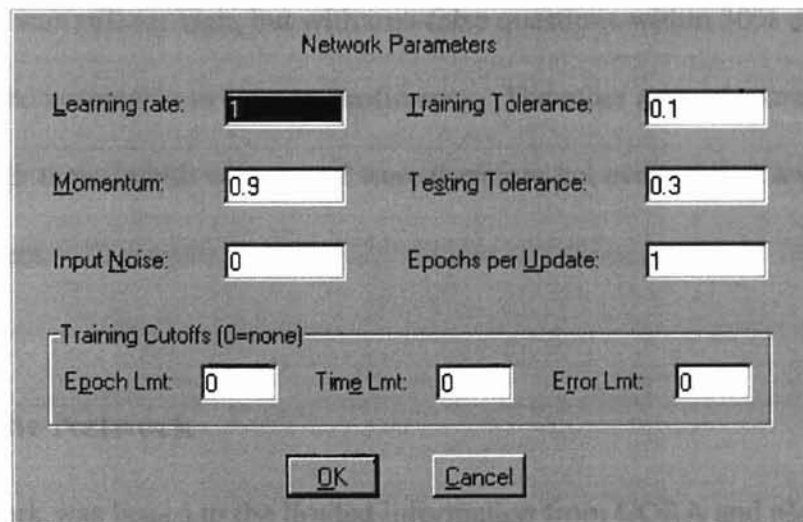 Network Parameters
Learning rate: 1 Training Tolerance: 0.1
Momentum: 0.9 Testing Tolerance: 0.3
Input Noise: 0 Epochs per Update: 1
Training Cutoffs (0=none)
Epoch Lmt: 0 Time Lmt: 0 Error Lmt: 0
OK Cancel